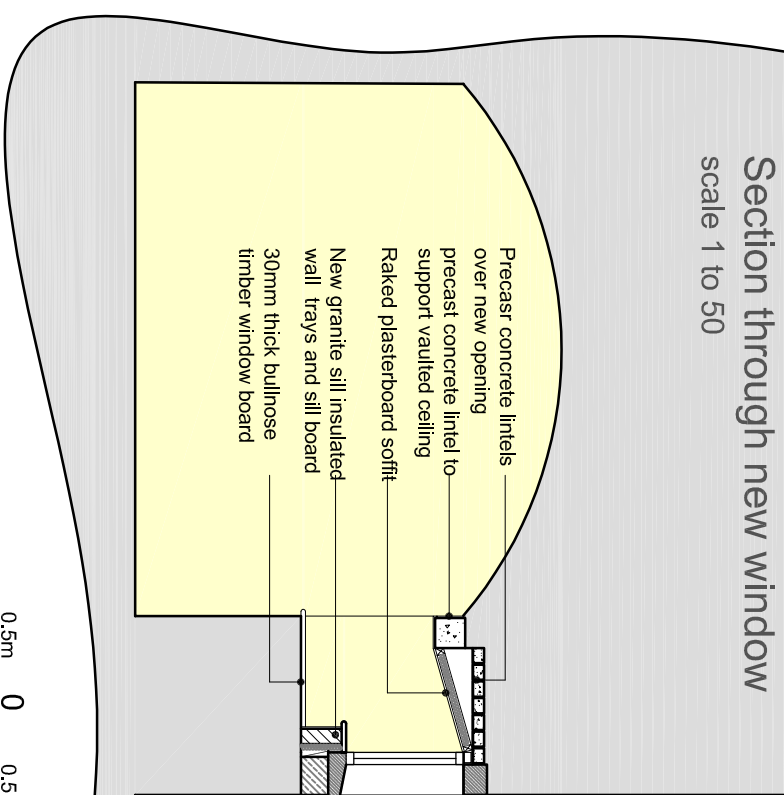 Section through new window
scale 1 to 50
Precasr concrete lintels
over new opening
precast concrete lintel to
support vaulted ceiling
Raked plasterboard soffit
New granite sill insulated
wall trays and sill board
30mm thick bullnose
timber window board
0.5m 0 0.5